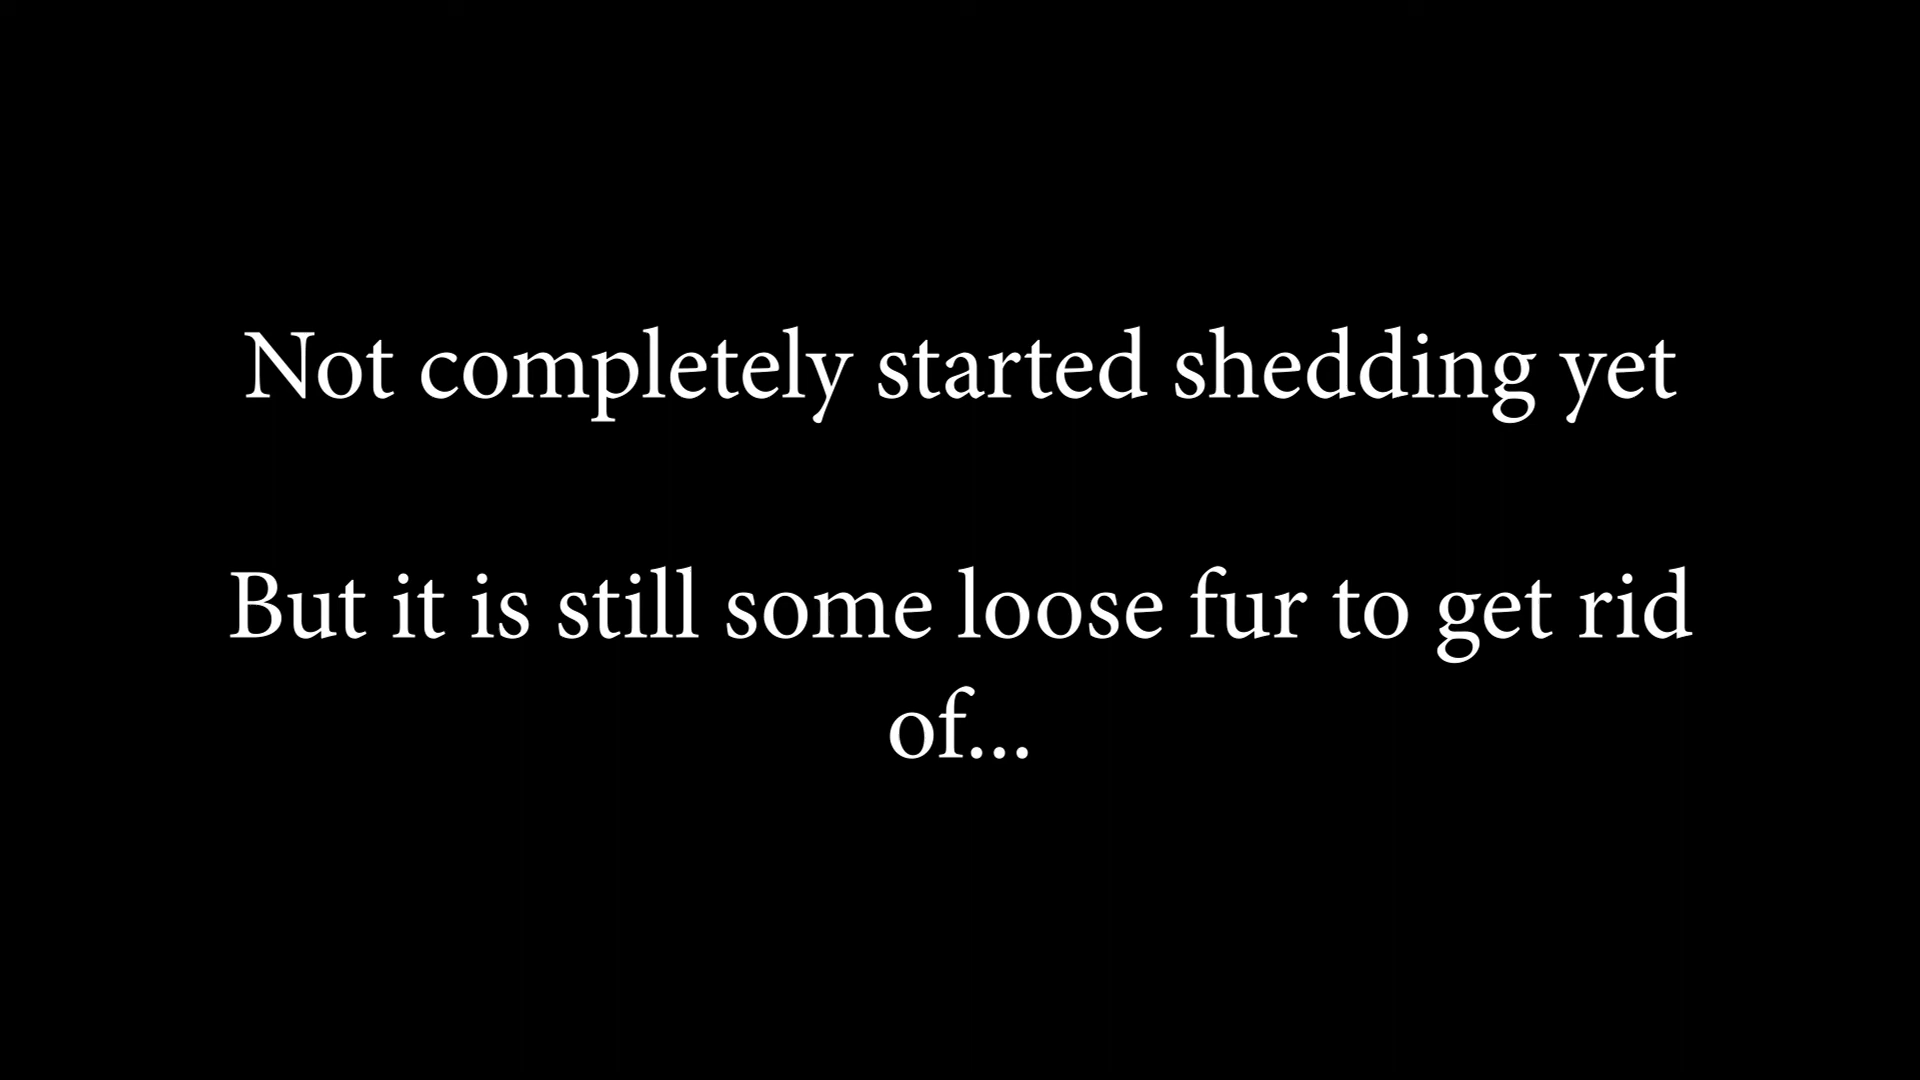 Not completely started shedding yet
But it is still some loose fur to get rid
of...